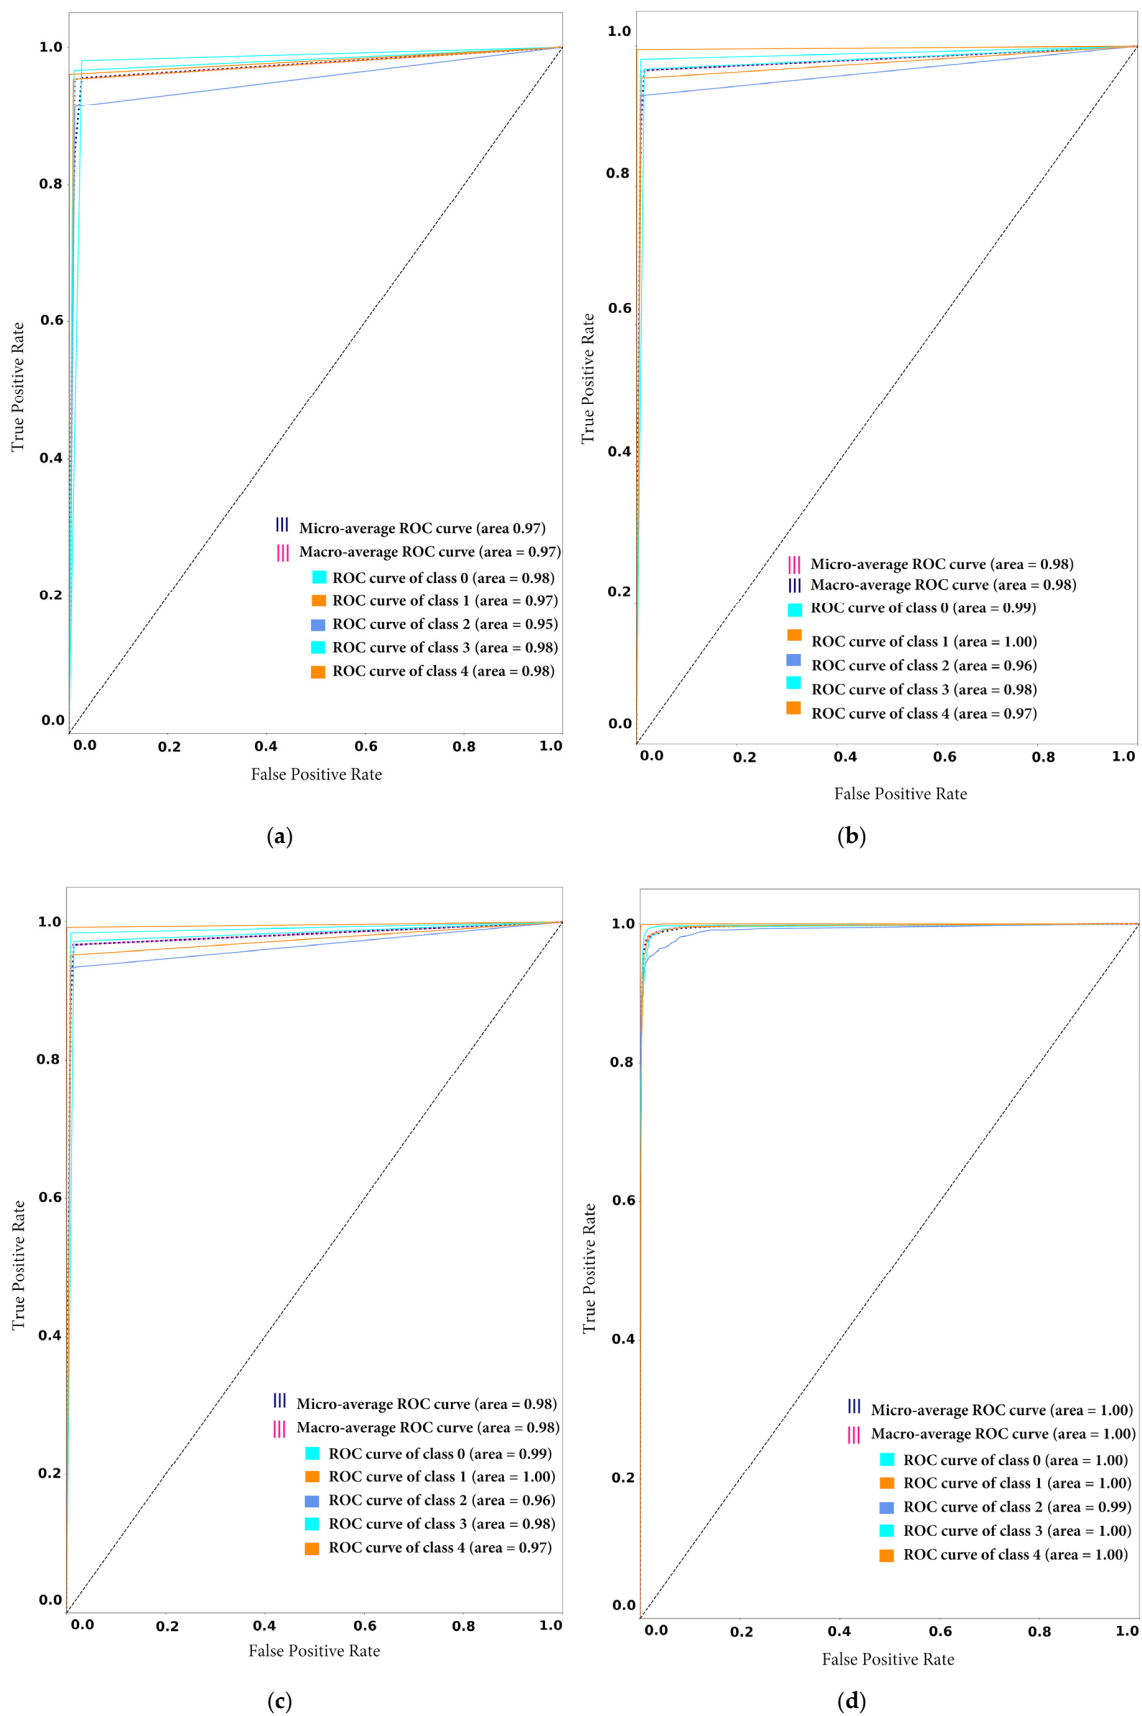 1.0
0.8
0.6
0.4
0.2
0.0
True Positive Rate
Micro-average ROC curve (area 0.97)
Macro-average ROC curve (area = 0.97)
ROC curve of class 0 (area = 0.98)
ROC curve of class 1 (area = 0.97)
ROC curve of class 2 (area = 0.95)
ROC curve of class 3 (area = 0.98)
ROC curve of class 4 (area = 0.98)
0.0 0.2 0.4 0.6 0.8 1.0
False Positive Rate
(a)
1.0
0.8
0.6
0.4
0.2
0.0
True Positive Rate
Micro-average ROC curve (area = 0.98)
Macro-average ROC curve (area = 0.98)
ROC curve of class 0 (area = 0.99)
ROC curve of class 1 (area = 1.00)
ROC curve of class 2 (area = 0.96)
ROC curve of class 3 (area = 0.98)
ROC curve of class 4 (area = 0.97)
0.0 0.2 0.4 0.6 0.8 1.0
False Positive Rate
(b)
1.0
0.8
0.6
0.4
0.2
0.0
True Positive Rate
Micro-average ROC curve (area = 0.98)
Macro-average ROC curve (area = 0.98)
ROC curve of class 0 (area = 0.99)
ROC curve of class 1 (area = 1.00)
ROC curve of class 2 (area = 0.96)
ROC curve of class 3 (area = 0.98)
ROC curve of class 4 (area = 0.97)
0.0 0.2 0.4 0.6 0.8 1.0
False Positive Rate
(c)
1.0
0.8
0.6
0.4
0.2
0.0
True Positive Rate
Micro-average ROC curve (area = 1.00)
Macro-average ROC curve (area = 1.00)
ROC curve of class 0 (area = 1.00)
ROC curve of class 1 (area = 1.00)
ROC curve of class 2 (area = 0.99)
ROC curve of class 3 (area = 1.00)
ROC curve of class 4 (area = 1.00)
0.0 0.2 0.4 0.6 0.8 1.0
False Positive Rate
(d)